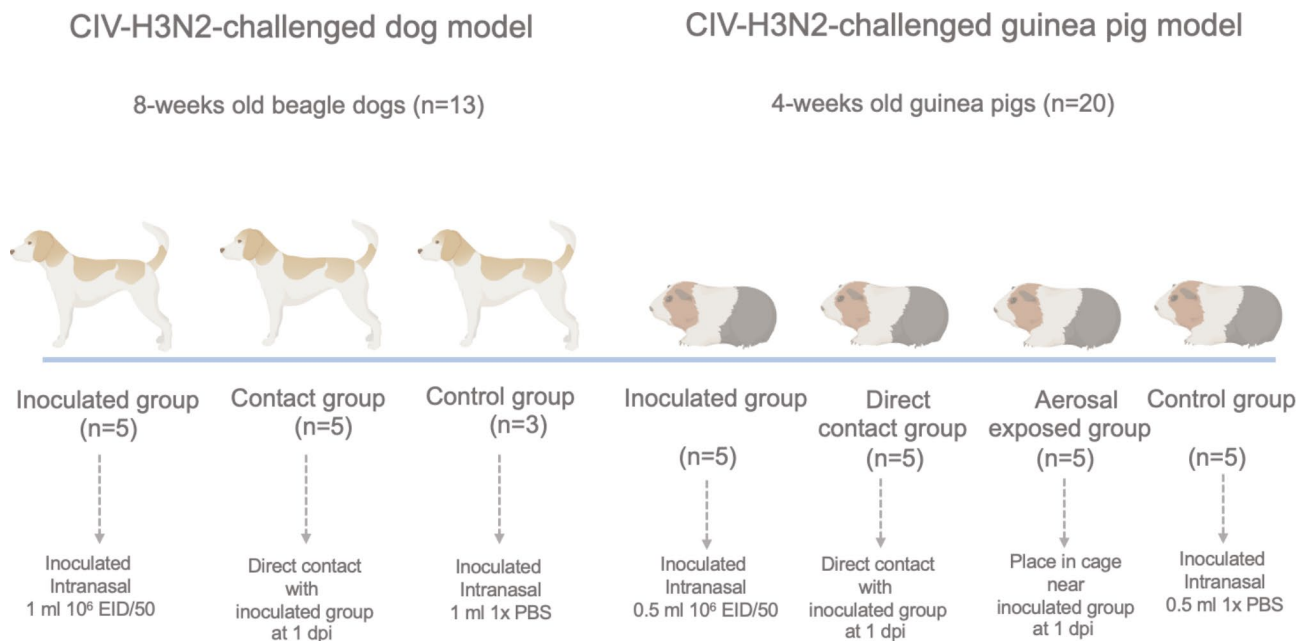 CIV-H3N2-challenged dog model
8-weeks old beagle dogs (n=13)
Inoculated group
(n=5)
Contact group
(n=5)
Control group
(n=3)
Inoculated
Intranasal
1 ml 10⁶ EID/50
Direct contact
with
inoculated group
at 1 dpi
Inoculated
Intranasal
1 ml 1x PBS
CIV-H3N2-challenged guinea pig model
4-weeks old guinea pigs (n=20)
Inoculated group
(n=5)
Direct
contact group
(n=5)
Aerosal
exposed group
(n=5)
Control group
(n=5)
Inoculated
Intranasal
0.5 ml 10⁶ EID/50
Direct contact
with
inoculated group
at 1 dpi
Place in cage
near
inoculated group
at 1 dpi
Inoculated
Intranasal
0.5 ml 1x PBS